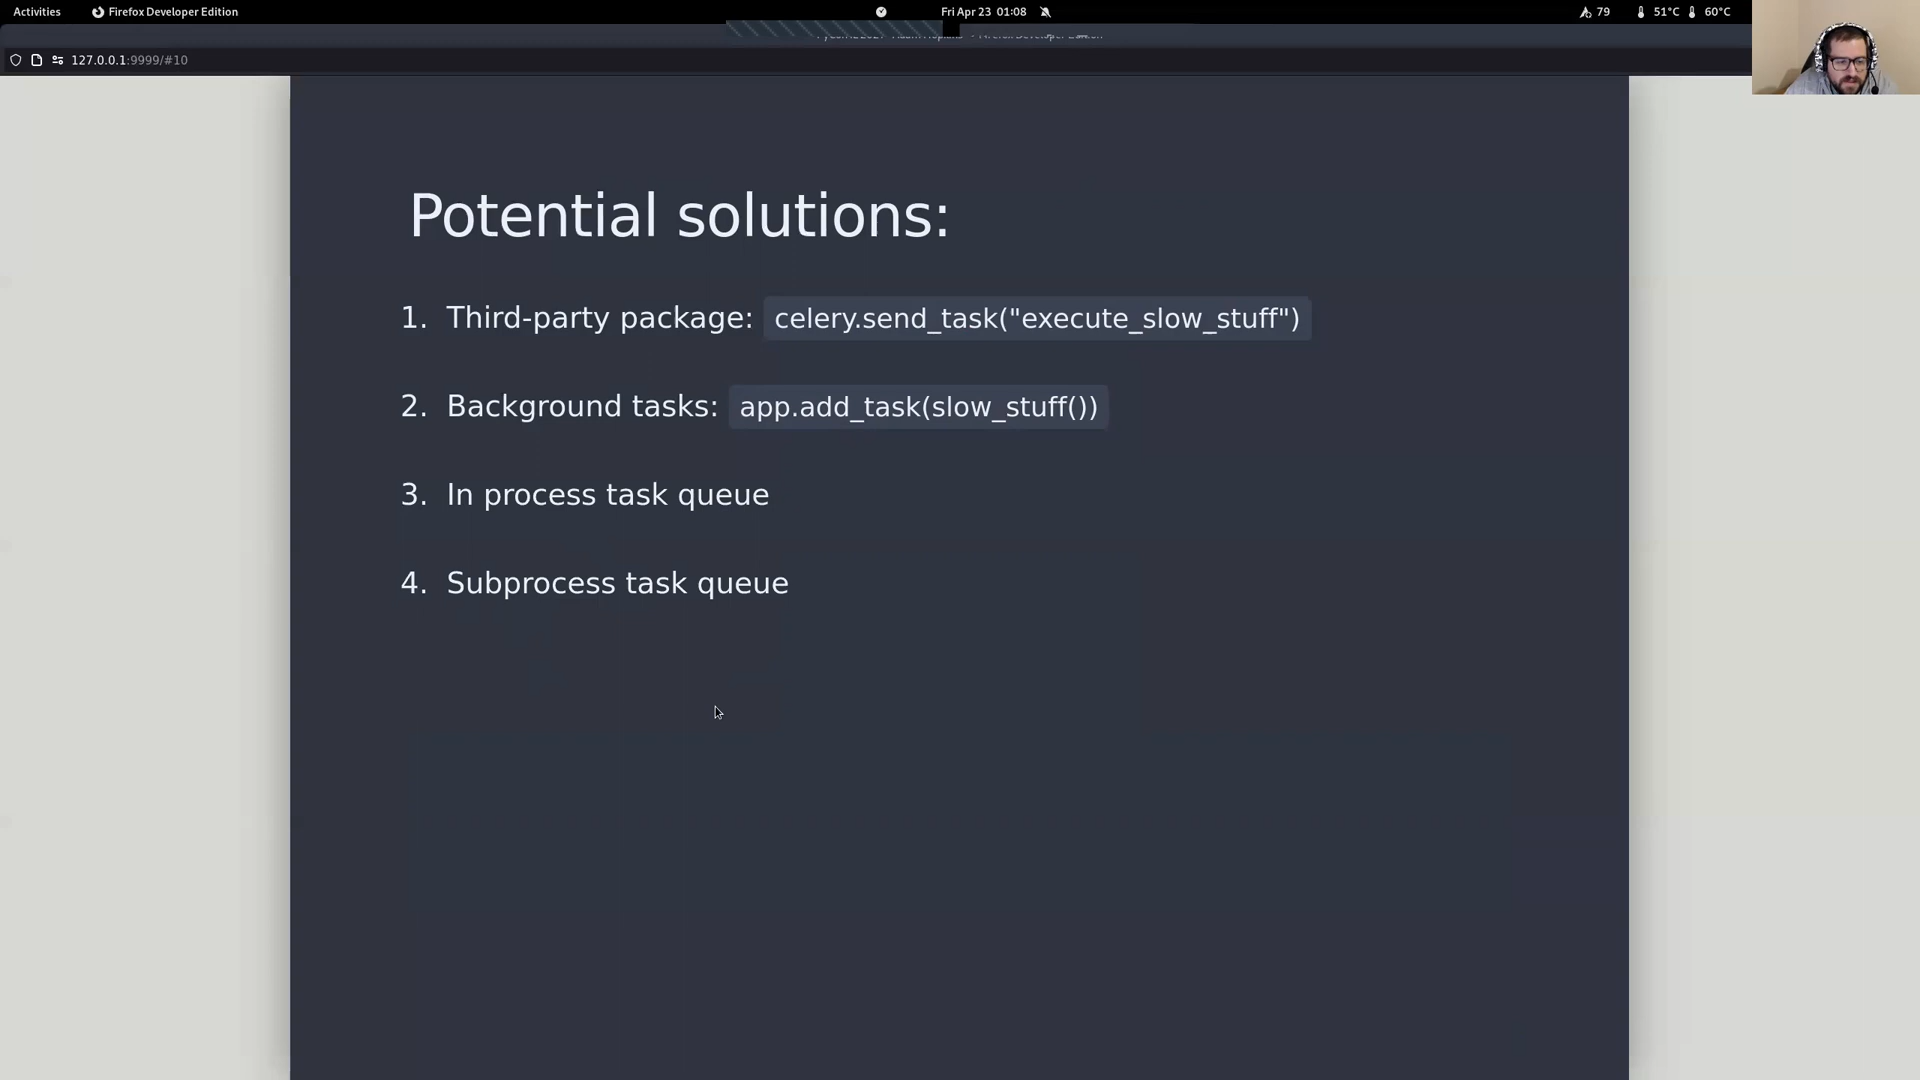 Activities
Firefox Developer Edition
Fri Apr 23 01:08
79
51°C
60°C
127.0.0.1:9999/#10
Potential solutions:
1. Third-party package: celery.send_task("execute_slow_stuff")
2. Background tasks: app.add_task(slow_stuff())
3. In process task queue
4. Subprocess task queue